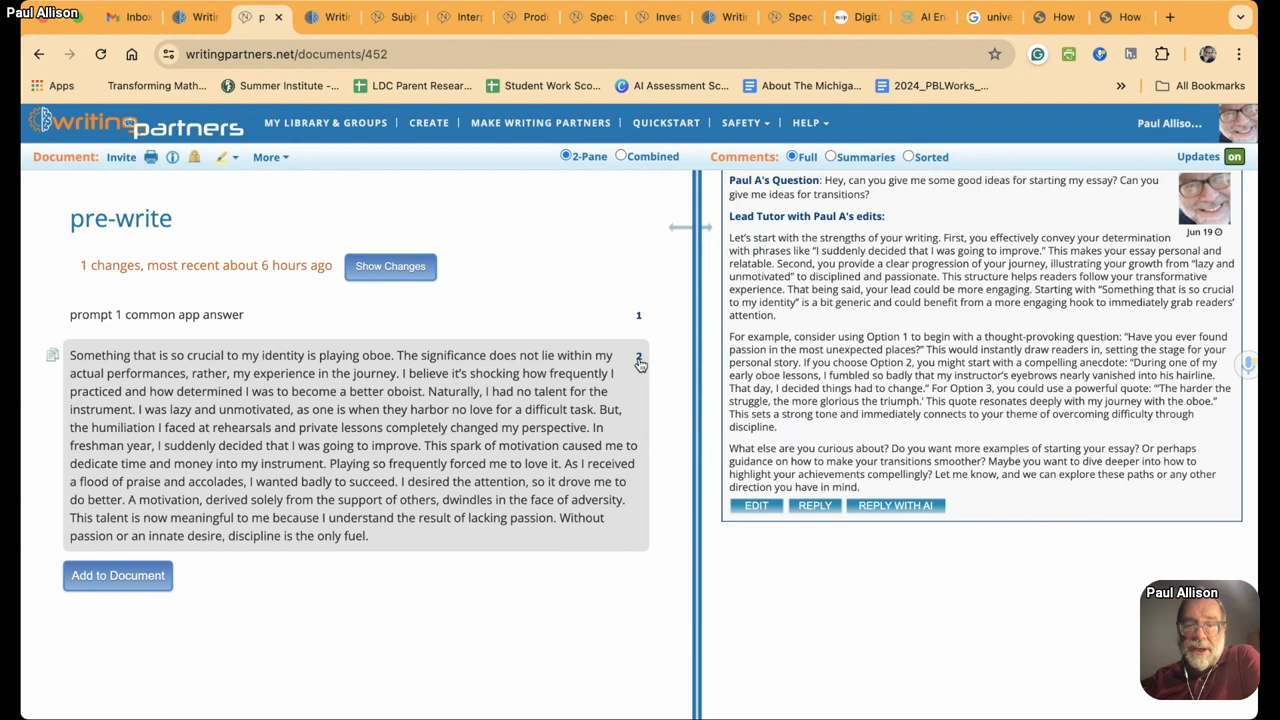 Paul Allison
Inbox
Writin
p
Writin
Subje
Interp
Produ
Speci
Inves
Writin
Speci
Digita
AI En
unive
How
How
writingpartners.net/documents/452
Apps
Transforming Math...
Summer Institute -...
LDC Parent Resear...
Student Work Sco...
AI Assessment Sc...
About The Michiga...
2024_PBLWorks_...
»
All Bookmarks
writingpartners
MY LIBRARY & GROUPS | CREATE | MAKE WRITING PARTNERS | QUICKSTART | SAFETY | HELP
Paul Alliso...
Document: Invite
More
2-Pane Combined
Comments: Full Summaries Sorted
Updates on
pre-write
1 changes, most recent about 6 hours ago
Show Changes
prompt 1 common app answer 1
Something that is so crucial to my identity is playing oboe. The significance does not lie within my 2
actual performances, rather, my experience in the journey. I believe it's shocking how frequently I
practiced and how determined I was to become a better oboist. Naturally, I had no talent for the
instrument. I was lazy and unmotivated, as one is when they harbor no love for a difficult task. But,
the humiliation I faced at rehearsals and private lessons completely changed my perspective. In
freshman year, I suddenly decided that I was going to improve. This spark of motivation caused me to
dedicate time and money into my instrument. Playing so frequently forced me to love it. As I received
a flood of praise and accolades, I wanted badly to succeed. I desired the attention, so it drove me to
do better. A motivation, derived solely from the support of others, dwindles in the face of adversity.
This talent is now meaningful to me because I understand the result of lacking passion. Without
passion or an innate desire, discipline is the only fuel.
Add to Document
Paul A's Question: Hey, can you give me some good ideas for starting my essay? Can you
give me ideas for transitions?
Jun 19
Lead Tutor with Paul A's edits:
Let's start with the strengths of your writing. First, you effectively convey your determination
with phrases like "I suddenly decided that I was going to improve." This makes your essay personal and
relatable. Second, you provide a clear progression of your journey, illustrating your growth from "lazy and
unmotivated" to disciplined and passionate. This structure helps readers follow your transformative
experience. That being said, your lead could be more engaging. Starting with "Something that is so crucial
to my identity" is a bit generic and could benefit from a more engaging hook to immediately grab readers'
attention.
For example, consider using Option 1 to begin with a thought-provoking question: "Have you ever found
passion in the most unexpected places?" This would instantly draw readers in, setting the stage for your
personal story. If you choose Option 2, you might start with a compelling anecdote: "During one of my
early oboe lessons, I fumbled so badly that my instructor's eyebrows nearly vanished into his hairline.
That day, I decided things had to change." For Option 3, you could use a powerful quote: "The harder the
struggle, the more glorious the triumph.' This quote resonates deeply with my journey with the oboe."
This sets a strong tone and immediately connects to your theme of overcoming difficulty through
discipline.
What else are you curious about? Do you want more examples of starting your essay? Or perhaps
guidance on how to make your transitions smoother? Maybe you want to dive deeper into how to
highlight your achievements compellingly? Let me know, and we can explore these paths or any other
direction you have in mind.
EDIT REPLY REPLY WITH AI
Paul Allison